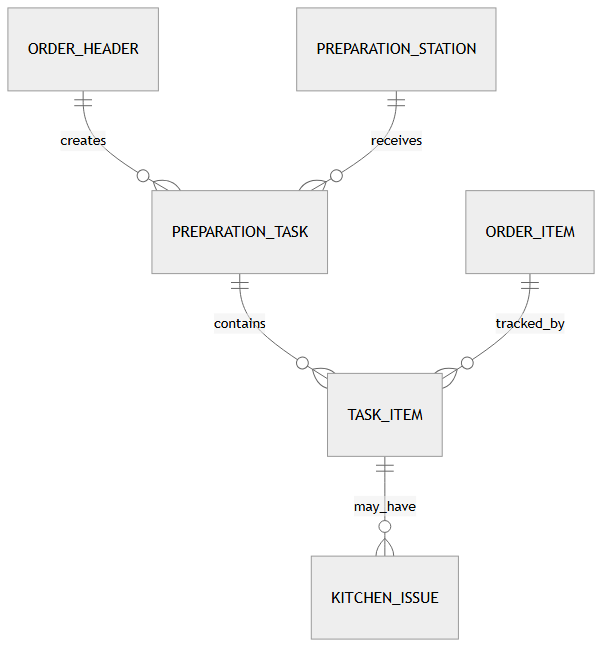 ORDER_HEADER
PREPARATION_STATION
creates
receives
PREPARATION_TASK
ORDER_ITEM
contains
tracked_by
TASK_ITEM
may_have
KITCHEN_ISSUE